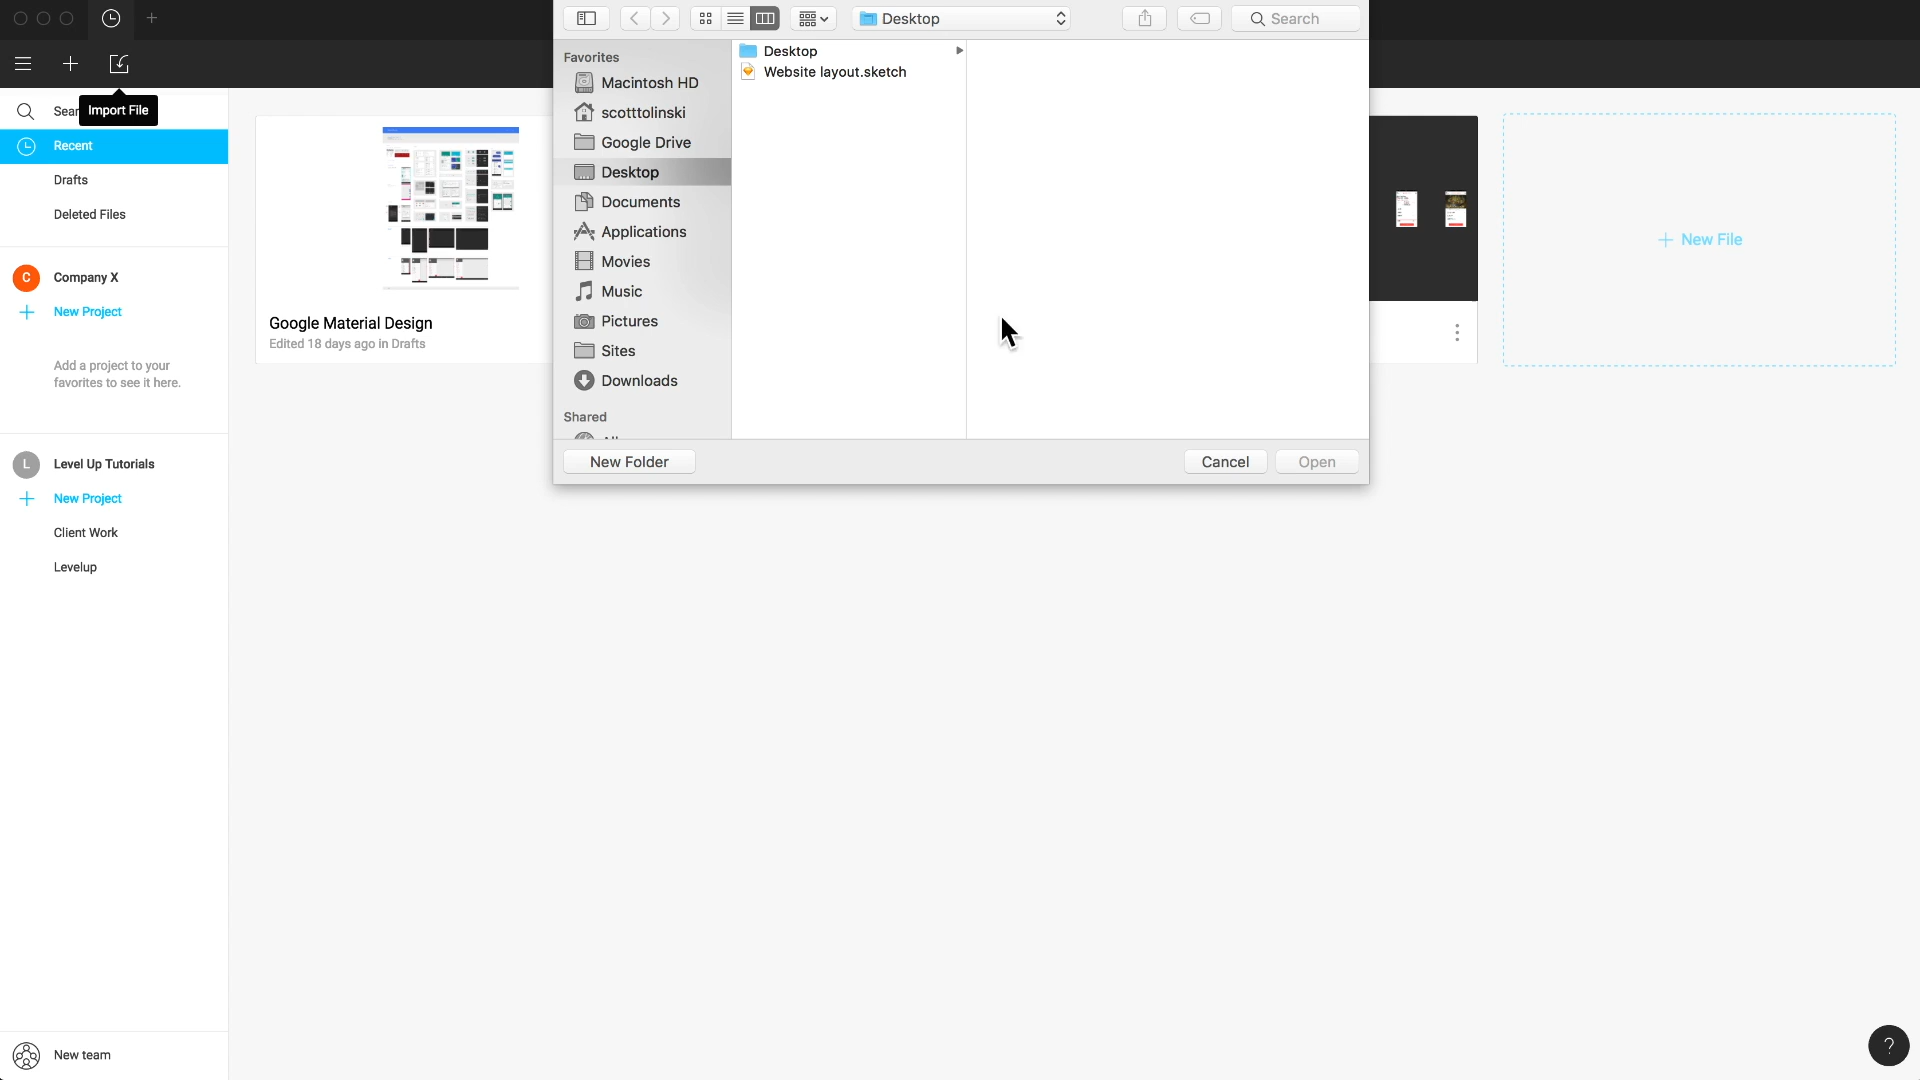 Desktop
Search
Import File
Sear
Recent
Drafts
Deleted Files
C
Company X
New Project
Add a project to your
favorites to see it here.
L
Level Up Tutorials
New Project
Client Work
Levelup
New team
Google Material Design
Edited 18 days ago in Drafts
Favorites
Macintosh HD
scotttolinski
Google Drive
Desktop
Documents
Applications
Movies
Music
Pictures
Sites
Downloads
Shared
Desktop
Website layout.sketch
New Folder
Cancel
Open
+ New File
?